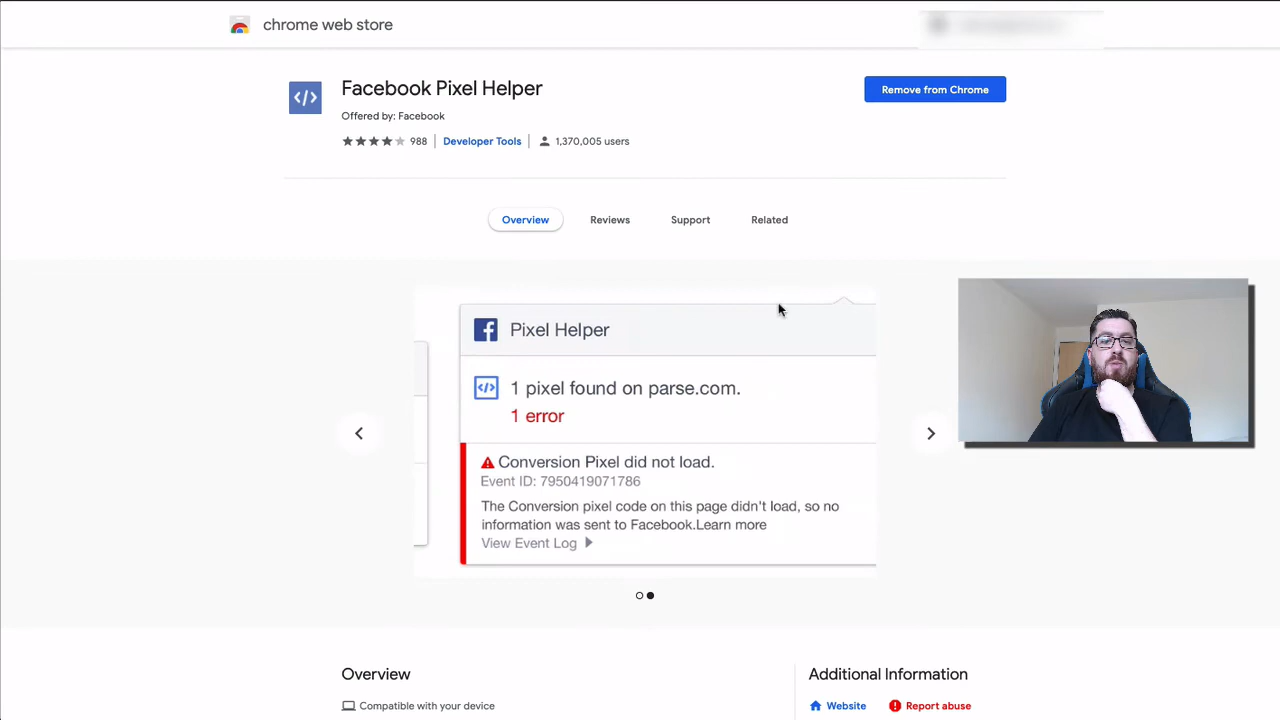 chrome web store
Facebook Pixel Helper
Remove from Chrome
Offered by: Facebook
988
Developer Tools
1,370,005 users
Overview
Reviews
Support
Related
Pixel Helper
1 pixel found on parse.com.
1 error
Conversion Pixel did not load.
Event ID: 7950419071786
The Conversion pixel code on this page didn't load, so no
information was sent to Facebook.Learn more
View Event Log
Overview
Additional Information
Compatible with your device
Website
Report abuse